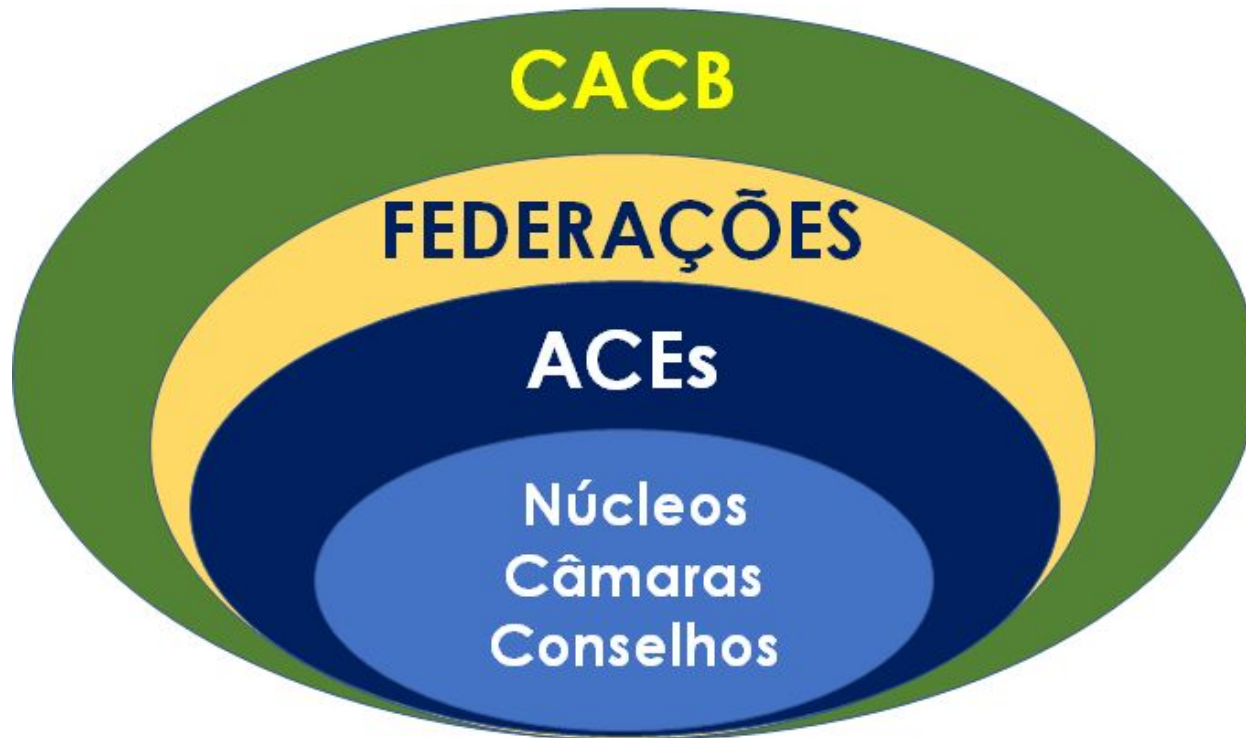 CACB
FEDERAÇÕES
ACEs
Núcleos
Câmaras
Conselhos